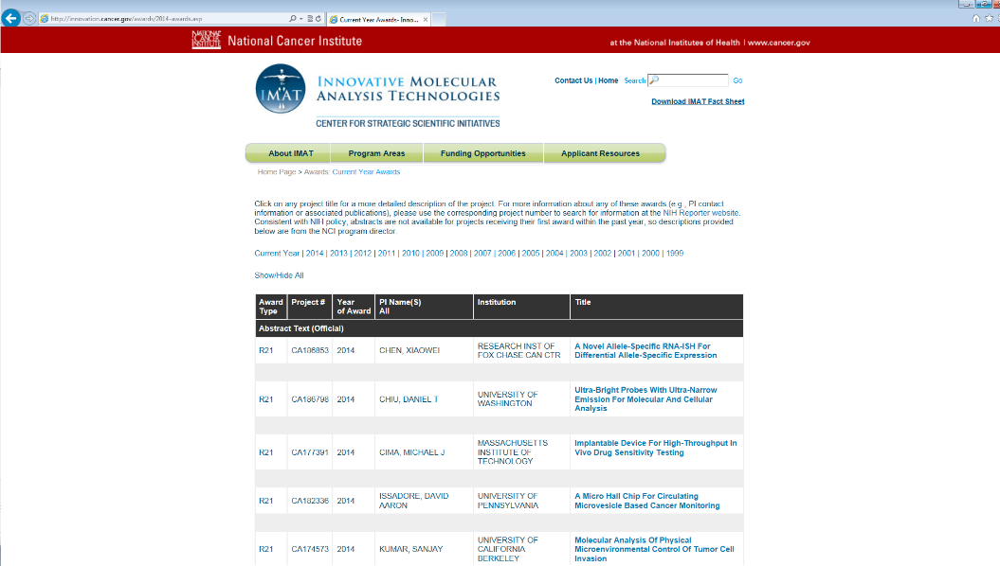 http://innovation.cancer.gov/awards/2014-awards.asp
Current Year Awards- Inno...
NATIONAL CANCER INSTITUTE
National Cancer Institute
at the National Institutes of Health | www.cancer.gov
IMAT
INNOVATIVE MOLECULAR
ANALYSIS TECHNOLOGIES
CENTER FOR STRATEGIC SCIENTIFIC INITIATIVES
Contact Us | Home Search Go
Download IMAT Fact Sheet
About IMAT Program Areas Funding Opportunities Applicant Resources
Home Page > Awards: Current Year Awards
Click on any project title for a more detailed description of the project. For more information about any of these awards (e.g., PI contact
information or associated publications), please use the corresponding project number to search for information at the NIH Reporter website.
Consistent with NIH policy, abstracts are not available for projects receiving their first award within the past year, so descriptions provided
below are from the NCI program director.
Current Year | 2014 | 2013 | 2012 | 2011 | 2010 | 2009 | 2008 | 2007 | 2006 | 2005 | 2004 | 2003 | 2002 | 2001 | 2000 | 1999
Show/Hide All
Award Project # Year PI Name(S) Institution Title
Type of Award All
Abstract Text (Official)
R21 CA186853 2014 CHEN, XIAOWEI RESEARCH INST OF A Novel Allele-Specific RNA-ISH For
FOX CHASE CAN CTR Differential Allele-Specific Expression
R21 CA186798 2014 CHIU, DANIEL T UNIVERSITY OF Ultra-Bright Probes With Ultra-Narrow
WASHINGTON Emission For Molecular And Cellular
Analysis
R21 CA177391 2014 CIMA, MICHAEL J MASSACHUSETTS Implantable Device For High-Throughput In
INSTITUTE OF Vivo Drug Sensitivity Testing
TECHNOLOGY
R21 CA182336 2014 ISSADORE, DAVID UNIVERSITY OF A Micro Hall Chip For Circulating
AARON PENNSYLVANIA Microvesicle Based Cancer Monitoring
R21 CA174573 2014 KUMAR, SANJAY UNIVERSITY OF Molecular Analysis Of Physical
CALIFORNIA Microenvironmental Control Of Tumor Cell
BERKELEY Invasion